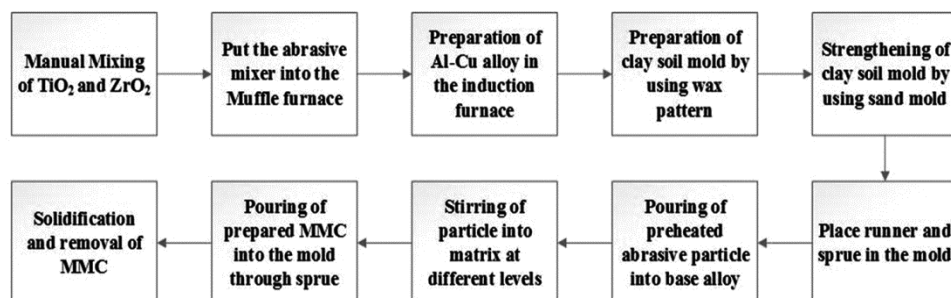 Manual Mixing
of TiO₂ and ZrO₂
Put the abrasive
mixer into the
Muffle furnace
Preparation of
Al-Cu alloy in
the induction
furnace
Preparation of
clay soil mold by
using wax
pattern
Strengthening of
clay soil mold by
using sand mold
Place runner and
sprue in the mold
Pouring of
preheated
abrasive particle
into base alloy
Stirring of
particle into
matrix at
different levels
Pouring of
prepared MMC
into the mold
through sprue
Solidification
and removal of
MMC